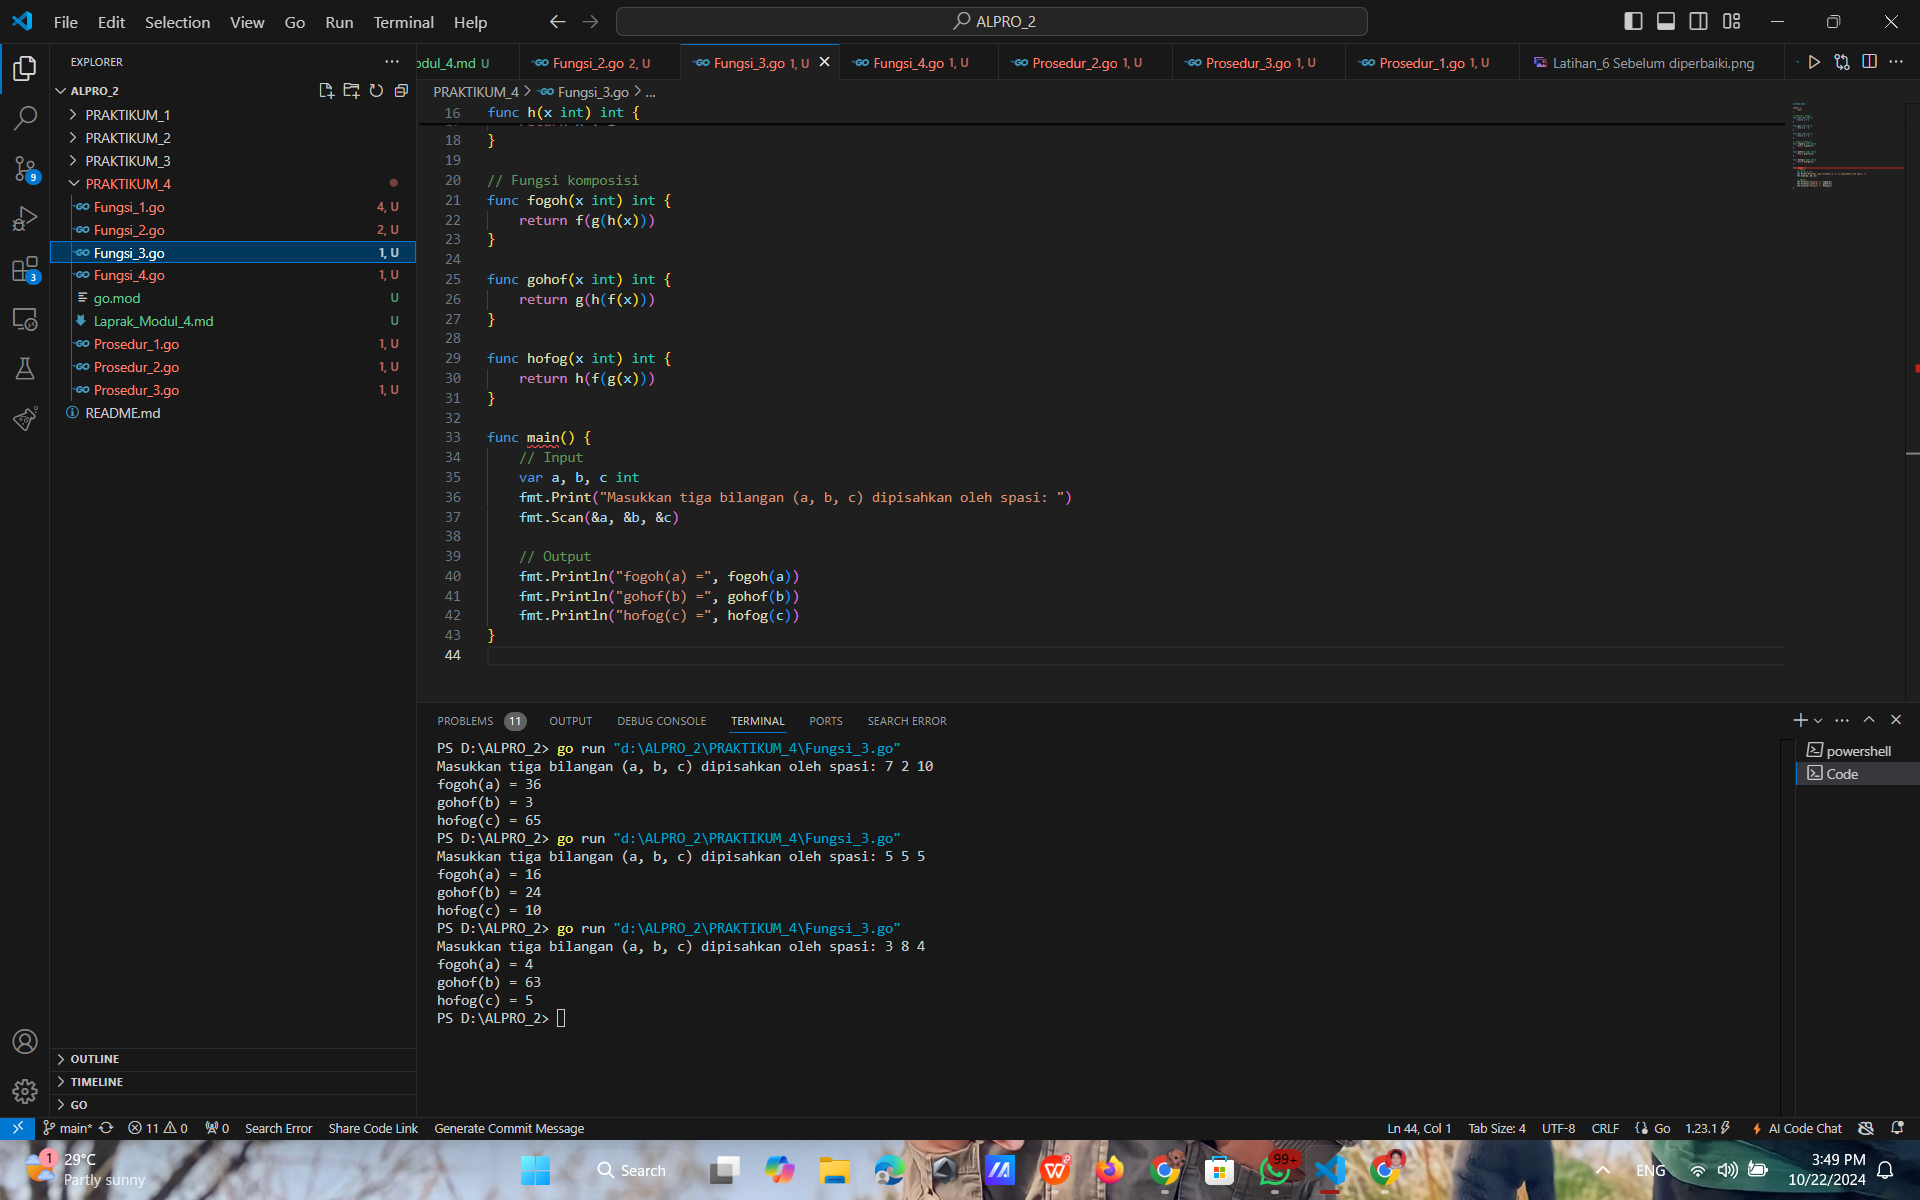 File Edit Selection View Go Run Terminal Help
ALPRO_2
EXPLORER
ALPRO_2
PRAKTIKUM_1
PRAKTIKUM_2
PRAKTIKUM_3
PRAKTIKUM_4
Fungsi_1.go 4, U
Fungsi_2.go 2, U
Fungsi_3.go 1, U
Fungsi_4.go 1, U
go.mod U
Laprak_Modul_4.md U
Prosedur_1.go 1, U
Prosedur_2.go 1, U
Prosedur_3.go 1, U
README.md
OUTLINE
TIMELINE
GO
9
3
odul_4.md U
Fungsi_2.go 2, U
Fungsi_3.go 1, U
Fungsi_4.go 1, U
Prosedur_2.go 1, U
Prosedur_3.go 1, U
Prosedur_1.go 1, U
Latihan_6 Sebelum diperbaiki.png
PRAKTIKUM_4 > Fungsi_3.go > ...
16 func h(x int) int {
18 }
19
20 // Fungsi komposisi
21 func fogoh(x int) int {
22 return f(g(h(x)))
23 }
24
25 func gohof(x int) int {
26 return g(h(f(x)))
27 }
28
29 func hofog(x int) int {
30 return h(f(g(x)))
31 }
32
33 func main() {
34 // Input
35 var a, b, c int
36 fmt.Print("Masukkan tiga bilangan (a, b, c) dipisahkan oleh spasi: ")
37 fmt.Scan(&a, &b, &c)
38
39 // Output
40 fmt.Println("fogoh(a) =", fogoh(a))
41 fmt.Println("gohof(b) =", gohof(b))
42 fmt.Println("hofog(c) =", hofog(c))
43 }
44
PROBLEMS 11 OUTPUT DEBUG CONSOLE TERMINAL PORTS SEARCH ERROR
PS D:\ALPRO_2> go run "d:\ALPRO_2\PRAKTIKUM_4\Fungsi_3.go"
Masukkan tiga bilangan (a, b, c) dipisahkan oleh spasi: 7 2 10
fogoh(a) = 36
gohof(b) = 3
hofog(c) = 65
PS D:\ALPRO_2> go run "d:\ALPRO_2\PRAKTIKUM_4\Fungsi_3.go"
Masukkan tiga bilangan (a, b, c) dipisahkan oleh spasi: 5 5 5
fogoh(a) = 16
gohof(b) = 24
hofog(c) = 10
PS D:\ALPRO_2> go run "d:\ALPRO_2\PRAKTIKUM_4\Fungsi_3.go"
Masukkan tiga bilangan (a, b, c) dipisahkan oleh spasi: 3 8 4
fogoh(a) = 4
gohof(b) = 63
hofog(c) = 5
PS D:\ALPRO_2>
powershell
Code
main* 11 0 0 Search Error Share Code Link Generate Commit Message
Ln 44, Col 1 Tab Size: 4 UTF-8 CRLF Go 1.23.1 AI Code Chat
1
29°C
Partly sunny
Search
99+
ENG
3:49 PM
10/22/2024